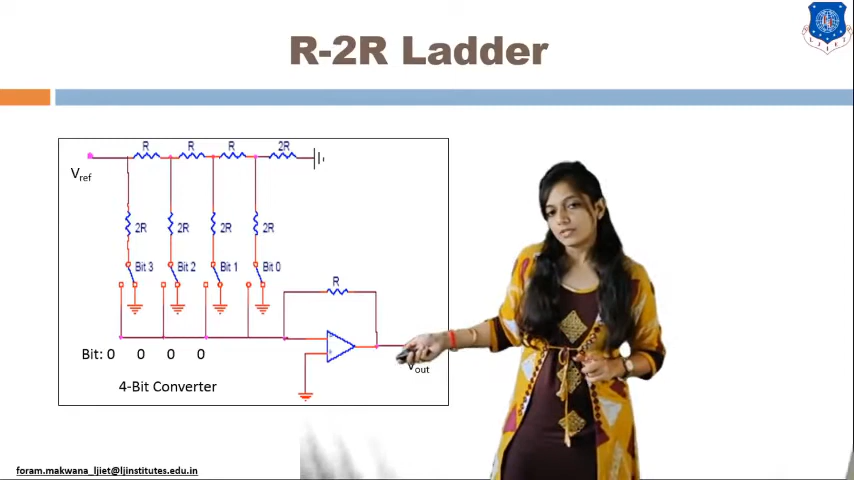 R-2R Ladder
LJIET
R R R 2R
Vref
2R 2R 2R 2R
Bit 3 Bit 2 Bit 1 Bit 0
R
Bit: 0 0 0 0
Vout
4-Bit Converter
foram.makwana_ljiet@ljinstitutes.edu.in